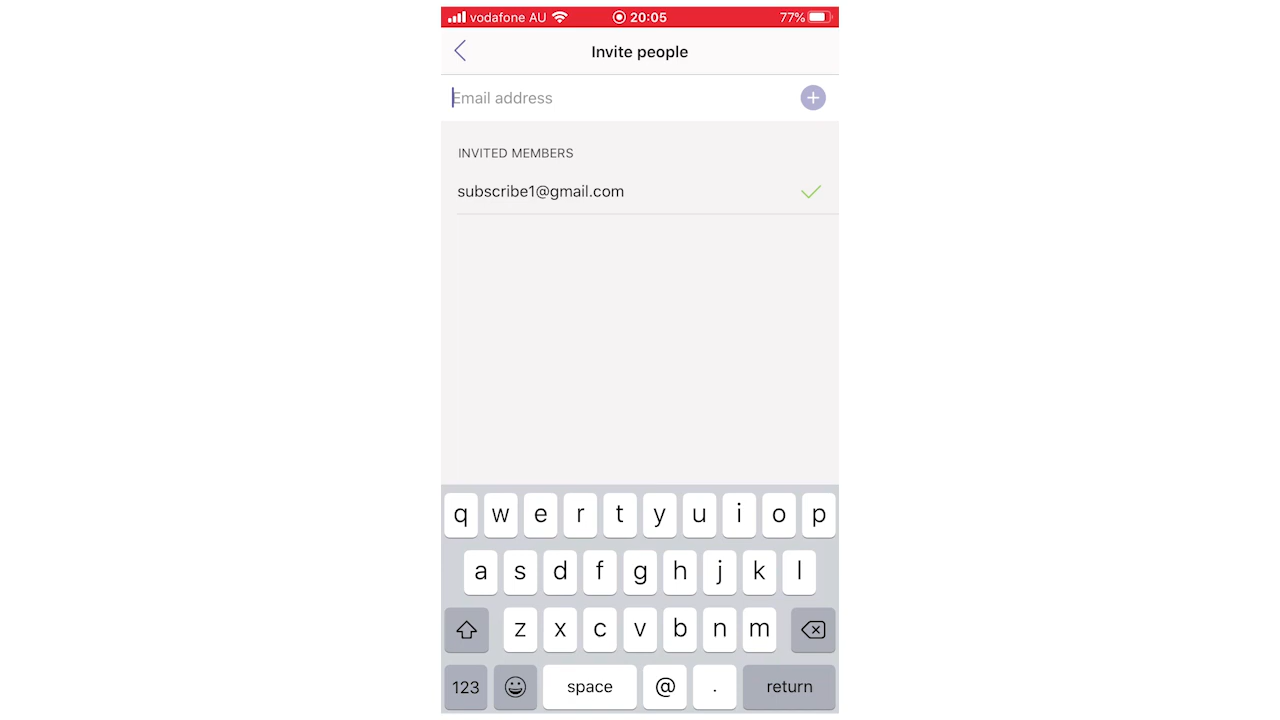 vodafone AU 20:05 77%
Invite people
Email address
INVITED MEMBERS
subscribe1@gmail.com
q w e r t y u i o p
a s d f g h j k l
z x c v b n m
123 space @ . return